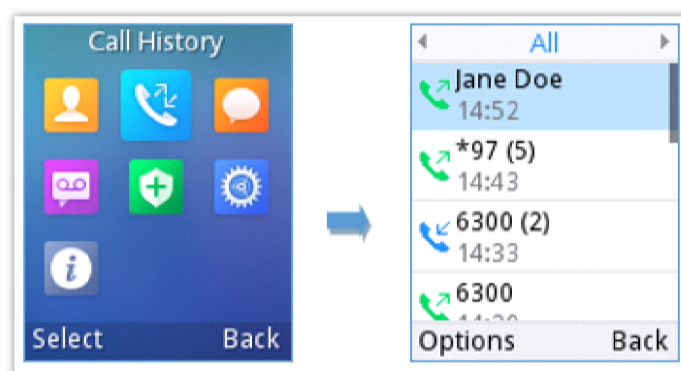 Call History
Select Back
All
Jane Doe
14:52
*97 (5)
14:43
6300 (2)
14:33
6300
Options Back